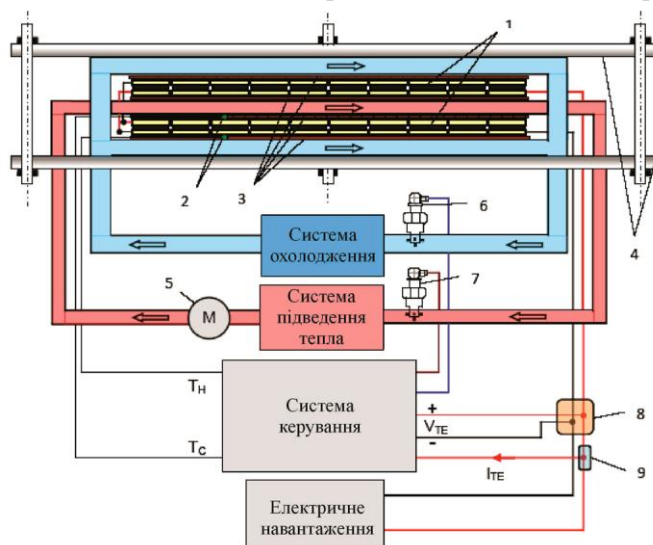 1
2
3
4
6
Система
охолодження
7
5
M
Система
підведення
тепла
T_H
Система
керування
+
V_TE
-
8
T_C
I_TE
9
Електричне
навантаження